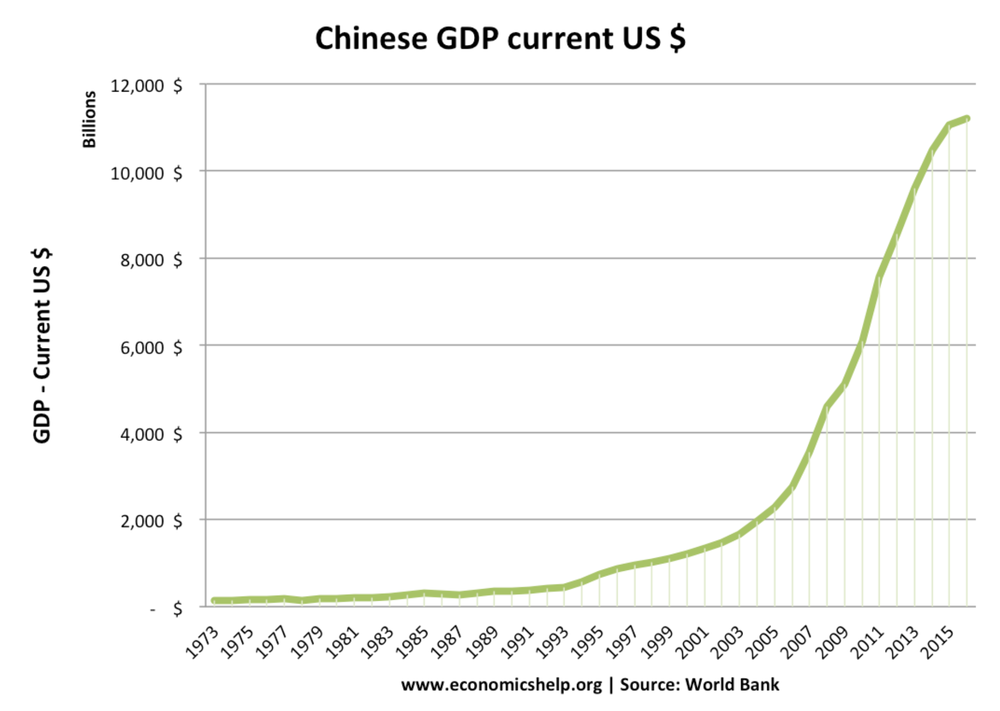 Chinese GDP current US $
Billions
GDP - Current US $
12,000 $
10,000 $
8,000 $
6,000 $
4,000 $
2,000 $
- $
1973 1975 1977 1979 1981 1983 1985 1987 1989 1991 1993 1995 1997 1999 2001 2003 2005 2007 2009 2011 2013 2015
www.economicshelp.org | Source: World Bank